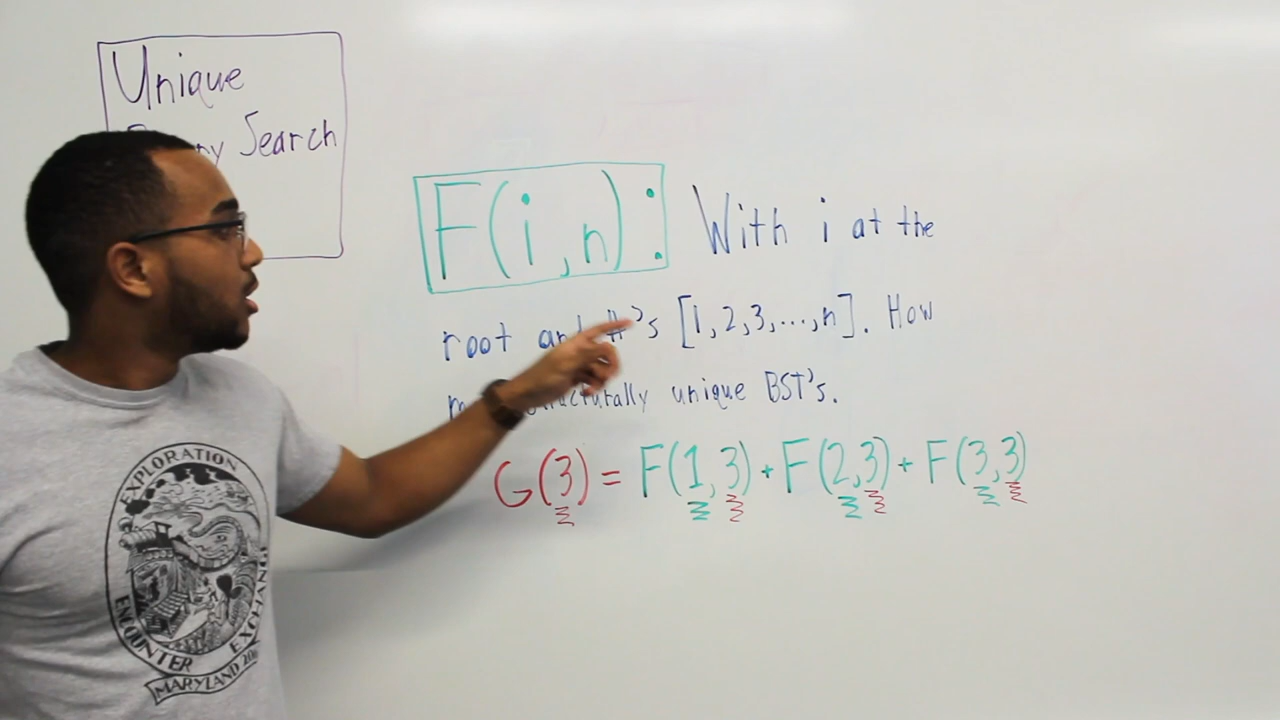 Unique
Search
F(i,n): With i at the
root and #'s [1,2,3,...,n]. How
unique BST's.
G(3) = F(1,3) + F(2,3) + F(3,3)
EXPLORATION
ENCOUNTER
MARYLAND